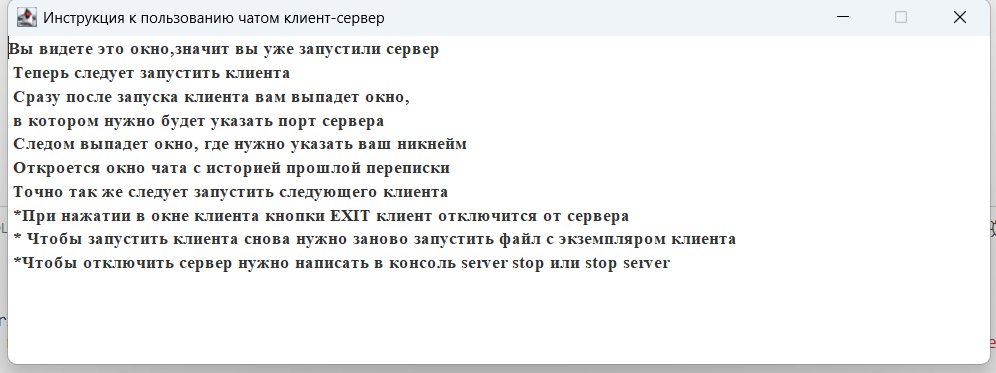 Инструкция к пользованию чатом клиент-сервер
Вы видете это окно,значит вы уже запустили сервер
Теперь следует запустить клиента
Сразу после запуска клиента вам выпадет окно,
в котором нужно будет указать порт сервера
Следом выпадет окно, где нужно указать ваш никнейм
Откроется окно чата с историей прошлой переписки
Точно так же следует запустить следующего клиента
*При нажатии в окне клиента кнопки EXIT клиент отключится от сервера
* Чтобы запустить клиента снова нужно заново запустить файл с экземпляром клиента
*Чтобы отключить сервер нужно написать в консоль server stop или stop server